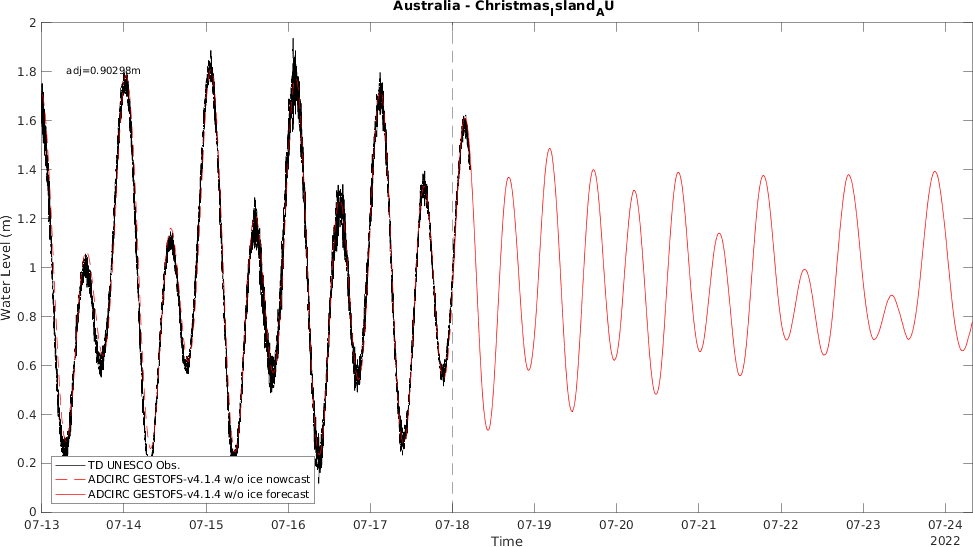 Australia - ChristmasIslandAU
2
1.8
1.6
1.4
1.2
1
0.8
0.6
0.4
0.2
0
Water Level (m)
adj=0.90298m
TD UNESCO Obs.
ADCIRC GESTOFS-v4.1.4 w/o ice nowcast
ADCIRC GESTOFS-v4.1.4 w/o ice forecast
07-13 07-14 07-15 07-16 07-17 07-18 07-19 07-20 07-21 07-22 07-23 07-24
Time
2022